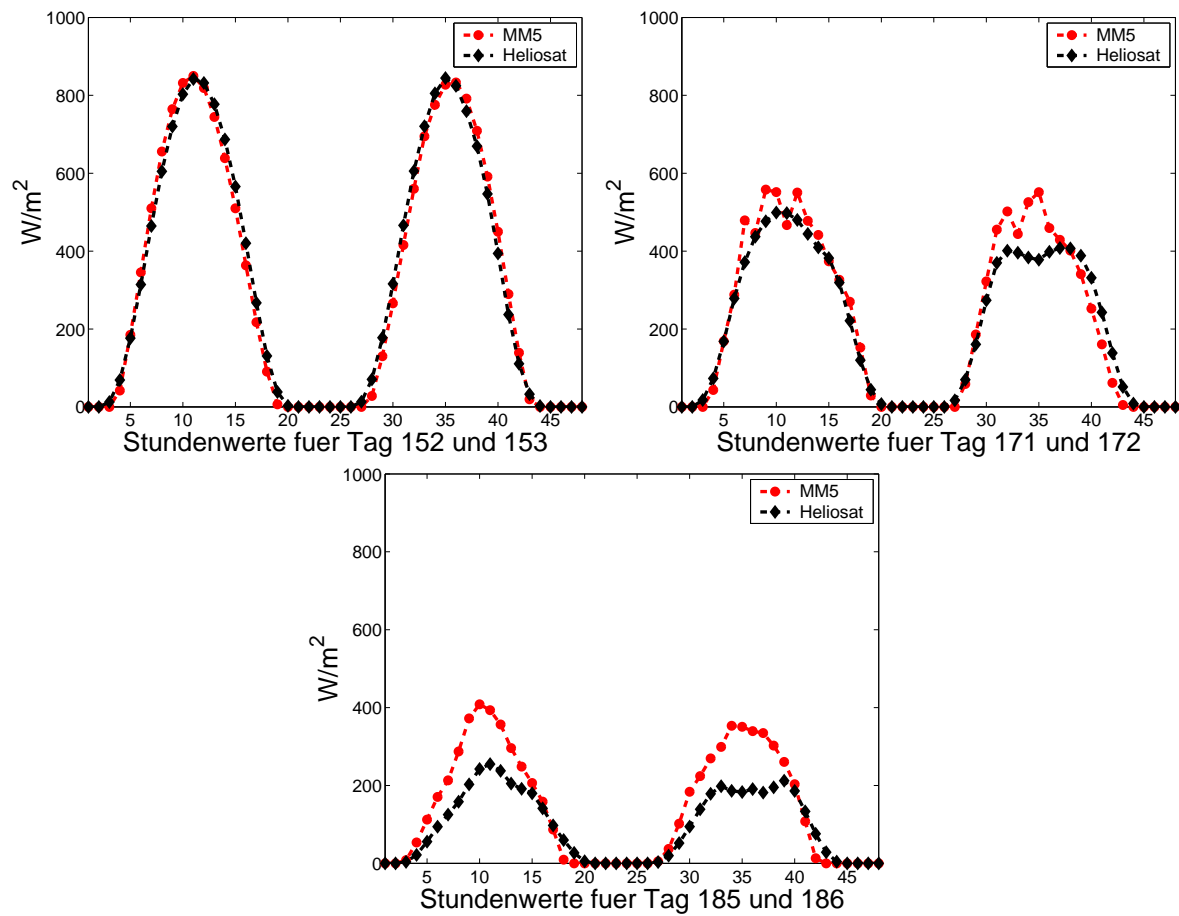 1000
800
600
400
200
0
W/m²
5 10 15 20 25 30 35 40 45
Stundenwerte fuer Tag 152 und 153
MM5
Heliosat
1000
800
600
400
200
0
W/m²
5 10 15 20 25 30 35 40 45
Stundenwerte fuer Tag 171 und 172
MM5
Heliosat
1000
800
600
400
200
0
W/m²
5 10 15 20 25 30 35 40 45
Stundenwerte fuer Tag 185 und 186
MM5
Heliosat